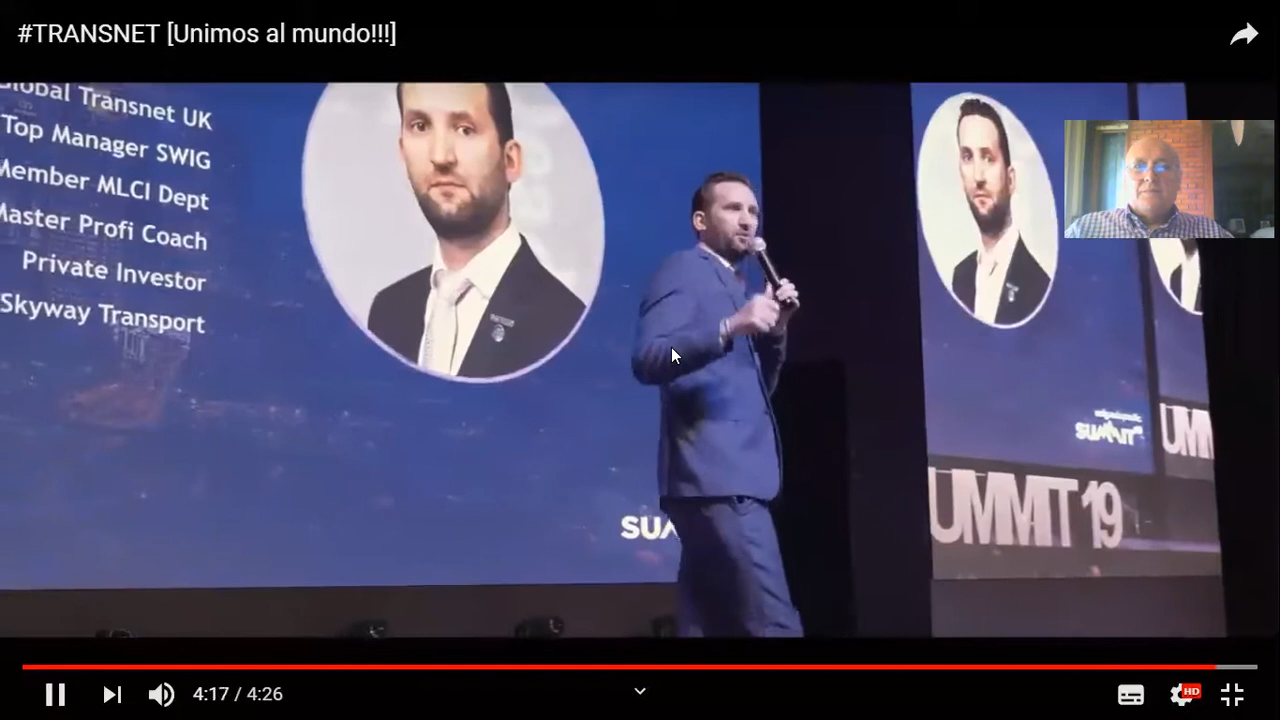 #TRANSNET [Unimos al mundo!!!]
Global Transnet UK
Top Manager SWIG
Member MLCI Dept
Master Profi Coach
Private Investor
Skyway Transport
SUMMIT
UMMIT 19
4:17 / 4:26
HD